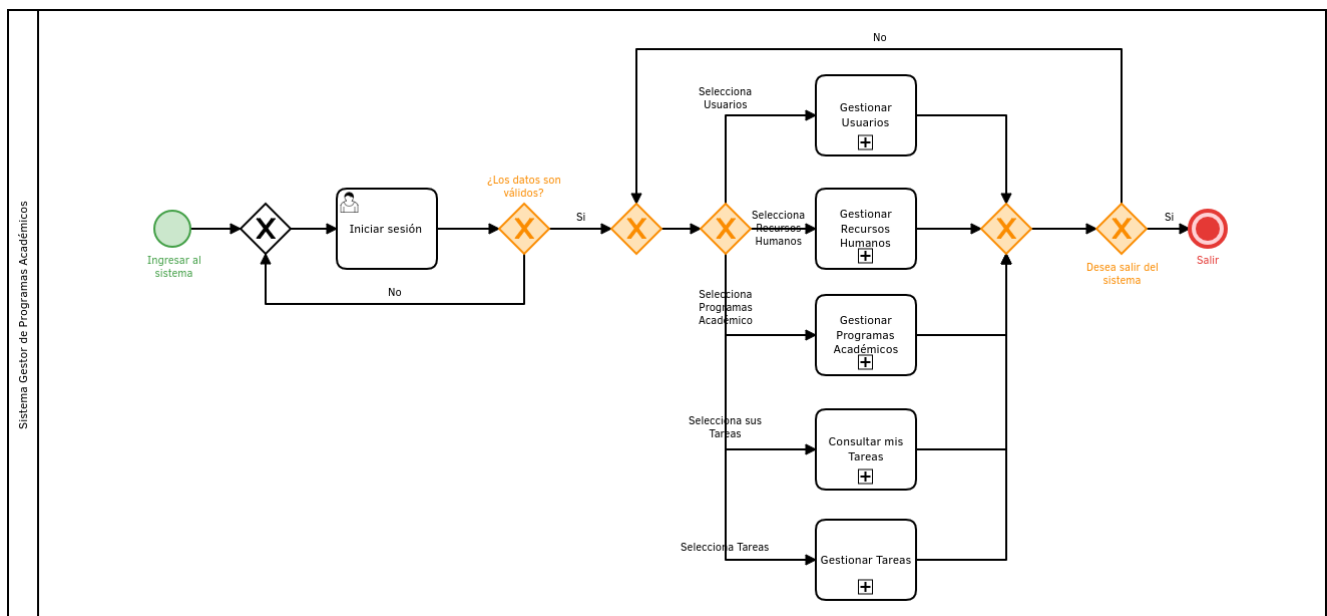 Sistema Gestor de Programas Académicos
No
Selecciona
Usuarios
Gestionar
Usuarios
¿Los datos son
válidos?
Iniciar sesión
Si
Selecciona
Recursos
Humanos
Gestionar
Recursos
Humanos
Si
Ingresar al
sistema
Desea salir del
sistema
Salir
No
Selecciona
Programas
Académico
Gestionar
Programas
Académicos
Selecciona sus
Tareas
Consultar mis
Tareas
Selecciona Tareas
Gestionar Tareas